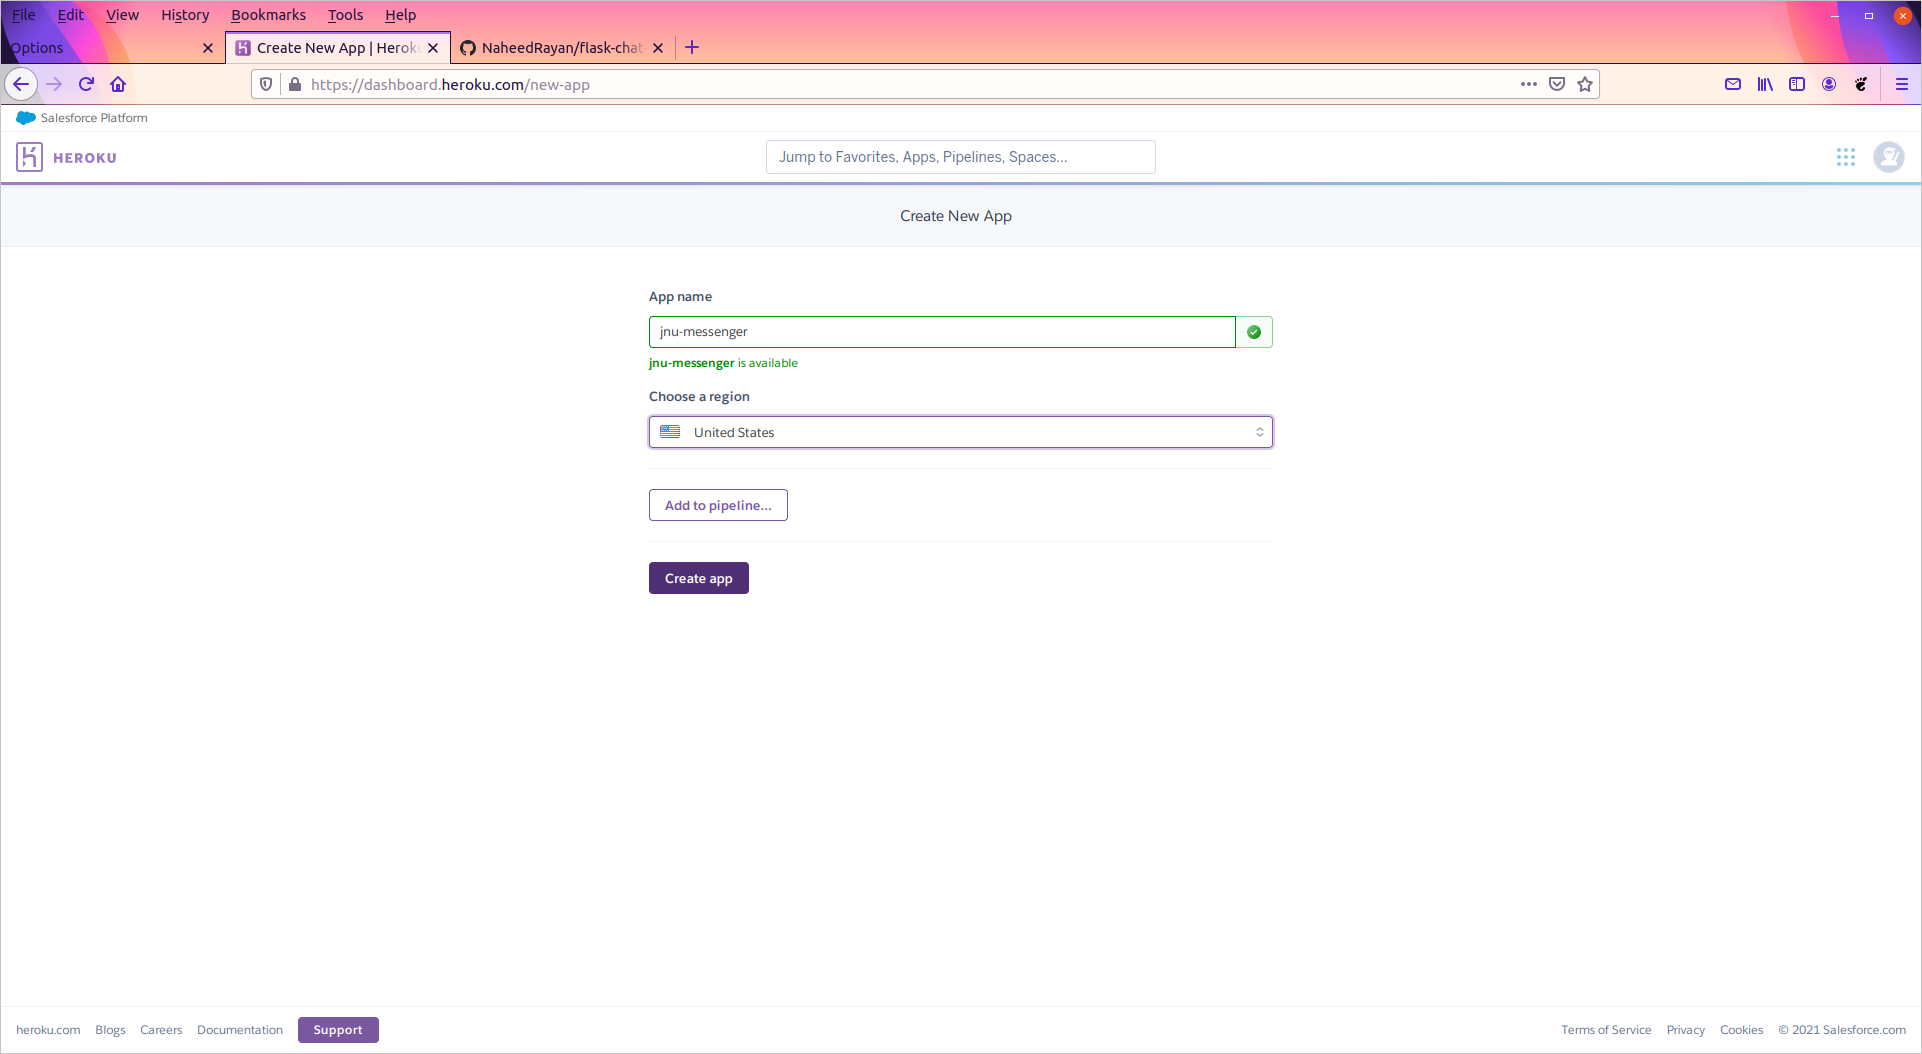 File Edit View History Bookmarks Tools Help
Options Create New App | Heroku NaheedRayan/flask-chat-
https://dashboard.heroku.com/new-app
Salesforce Platform
HEROKU Jump to Favorites, Apps, Pipelines, Spaces...
Create New App
App name
jnu-messenger
jnu-messenger is available
Choose a region
United States
Add to pipeline...
Create app
heroku.com Blogs Careers Documentation Support Terms of Service Privacy Cookies © 2021 Salesforce.com